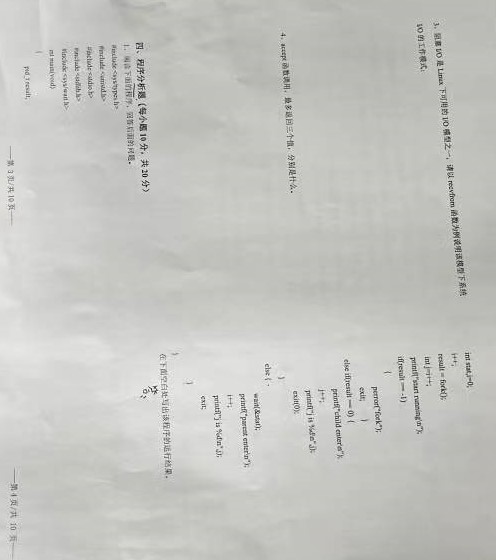 3、阻塞 I/O 是 Linux 下可用的 I/O 模型之一，请以 recvfrom 函数为例说明该模型下系统
I/O 的工作模式。
4、accept 函数调用，最多返回三个值，分别是什么。
四、程序分析题（每小题 10 分，共 20 分）
1、阅读下面的程序，回答后面的问题。
#include <sys/types.h>
#include <unistd.h>
#include <stdio.h>
#include <stdlib.h>
#include <sys/wait.h>
int main(void)
{
pid_t result;
——第 3 页/共 10 页——
int stat,i=0;
i++;
result = fork();
int j=i++;
printf("start running\n");
if(result == -1)
{
perror("fork");
exit;
}
else if(result == 0) {
printf("child enter\n");
j++;
printf("j is %d\n",j);
exit(0);
}
else {
wait(&stat);
printf("parent enter\n");
i++;
printf("j is %d\n",j);
exit;
}
}
在下面空白处写出该程序的运行结果。
——第 4 页/共 10 页——